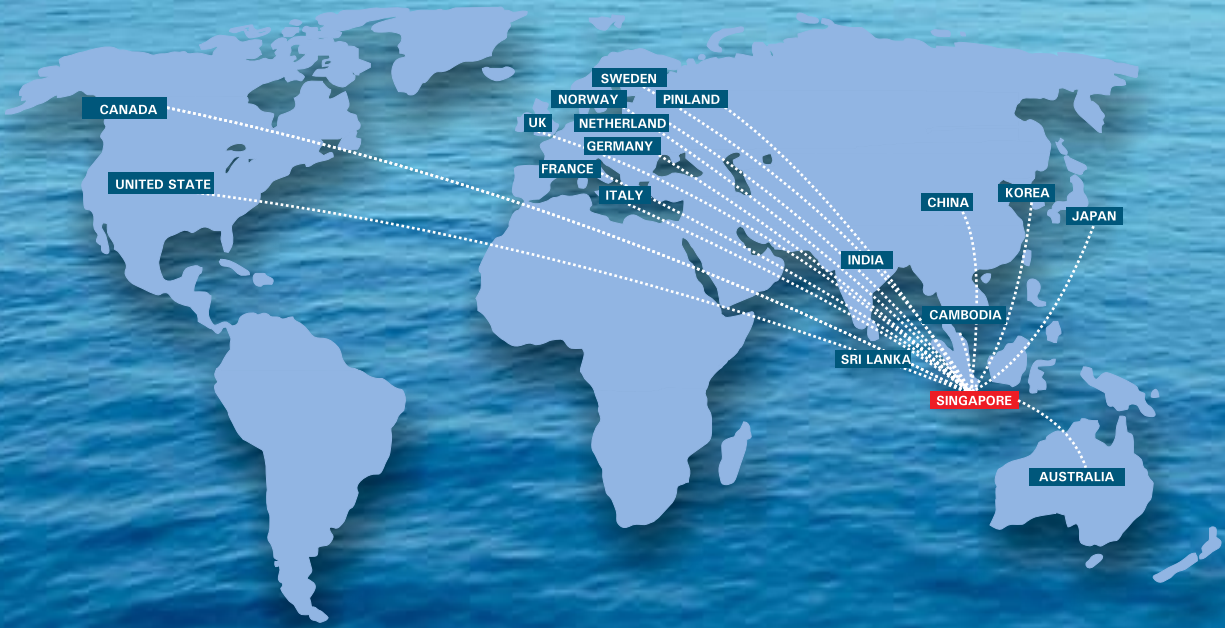 SWEDEN
NORWAY
PINLAND
CANADA
UK
NETHERLAND
GERMANY
FRANCE
UNITED STATE
ITALY
KOREA
CHINA
JAPAN
INDIA
CAMBODIA
SRI LANKA
SINGAPORE
AUSTRALIA